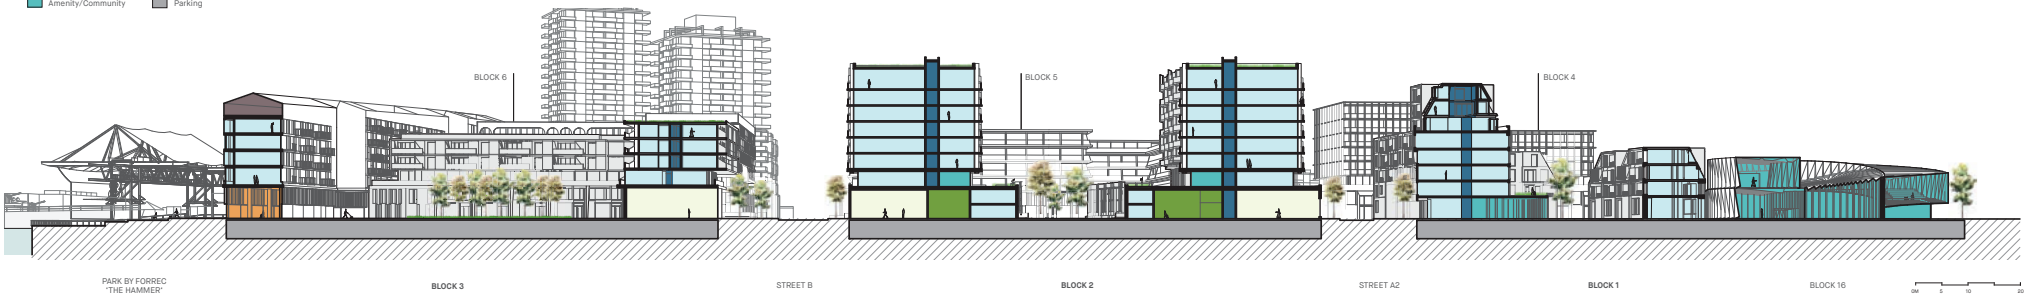 Amenity/Community
Parking
BLOCK 6
BLOCK 5
BLOCK 4
PARK BY FORREC
"THE HAMMER"
BLOCK 3
STREET B
BLOCK 2
STREET A2
BLOCK 1
BLOCK 16
0M 5 10 20